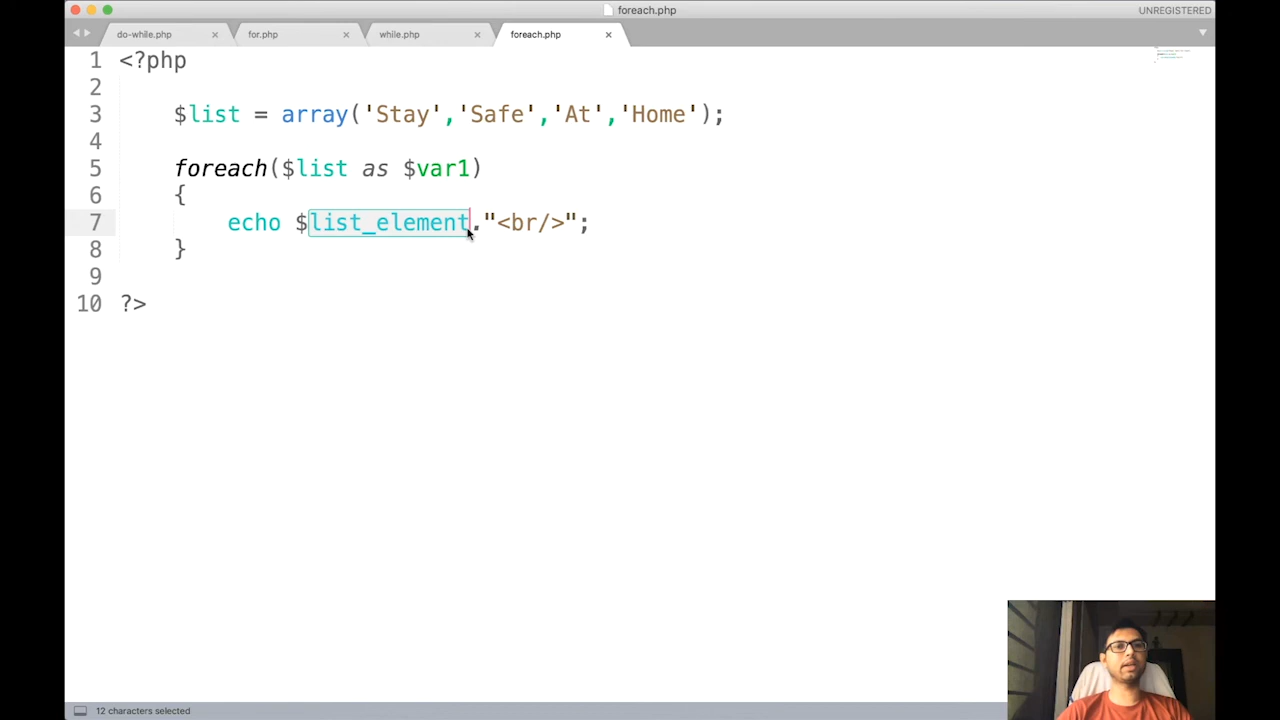 foreach.php
UNREGISTERED
do-while.php
for.php
while.php
foreach.php
1 <?php
2
3 $list = array('Stay','Safe','At','Home');
4
5 foreach($list as $var1)
6 {
7 echo $list_element."<br/>";
8 }
9
10 ?>
12 characters selected